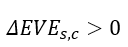 ΔEVE_{s,c} > 0